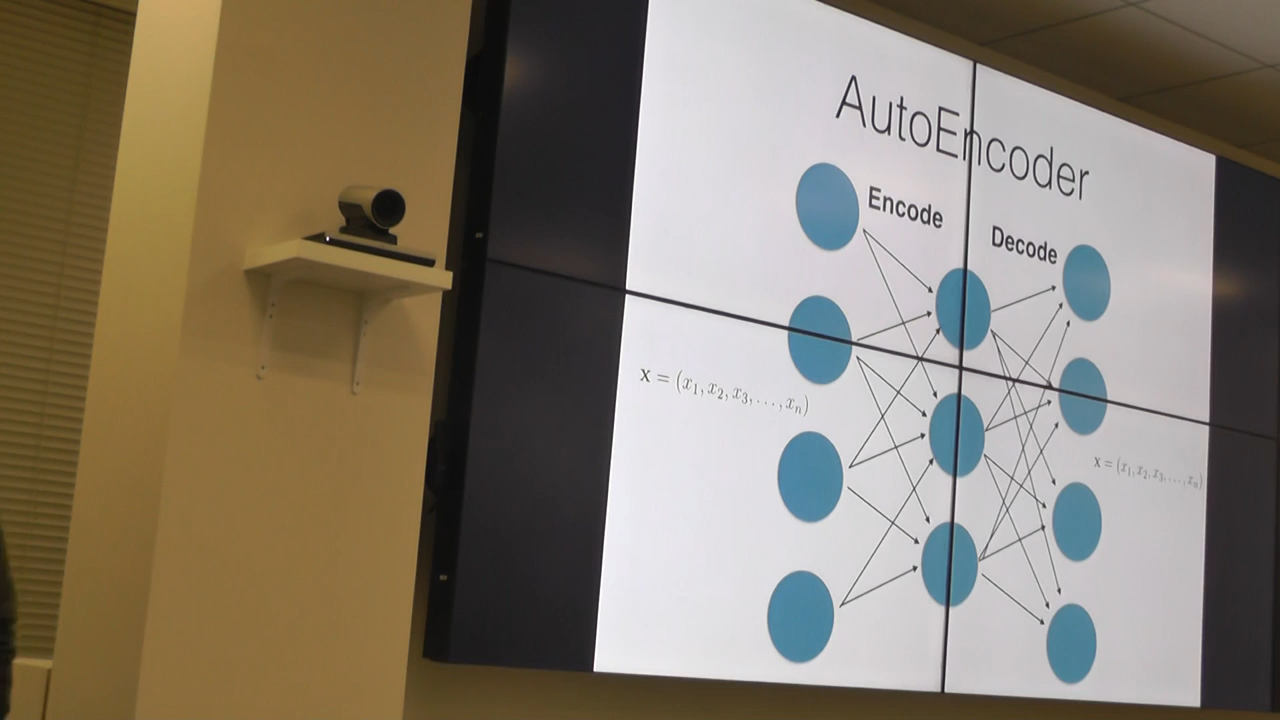 AutoEncoder
Encode
Decode
x = (x₁, x₂, x₃, . . . , xₙ)
x = (x₁, x₂, x₃, . . . , xₙ)